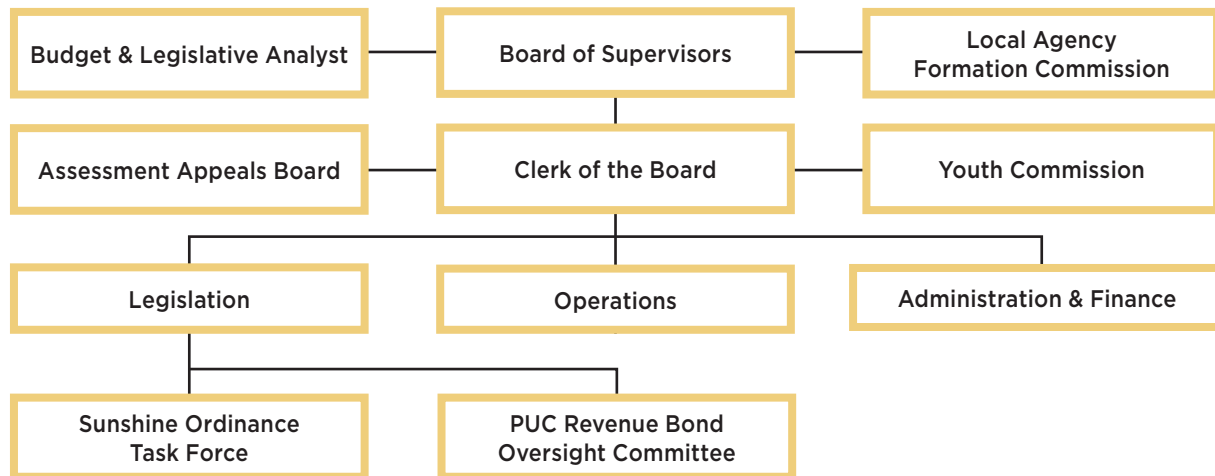 Budget & Legislative Analyst
Board of Supervisors
Local Agency
Formation Commission
Assessment Appeals Board
Clerk of the Board
Youth Commission
Legislation
Operations
Administration & Finance
Sunshine Ordinance
Task Force
PUC Revenue Bond
Oversight Committee